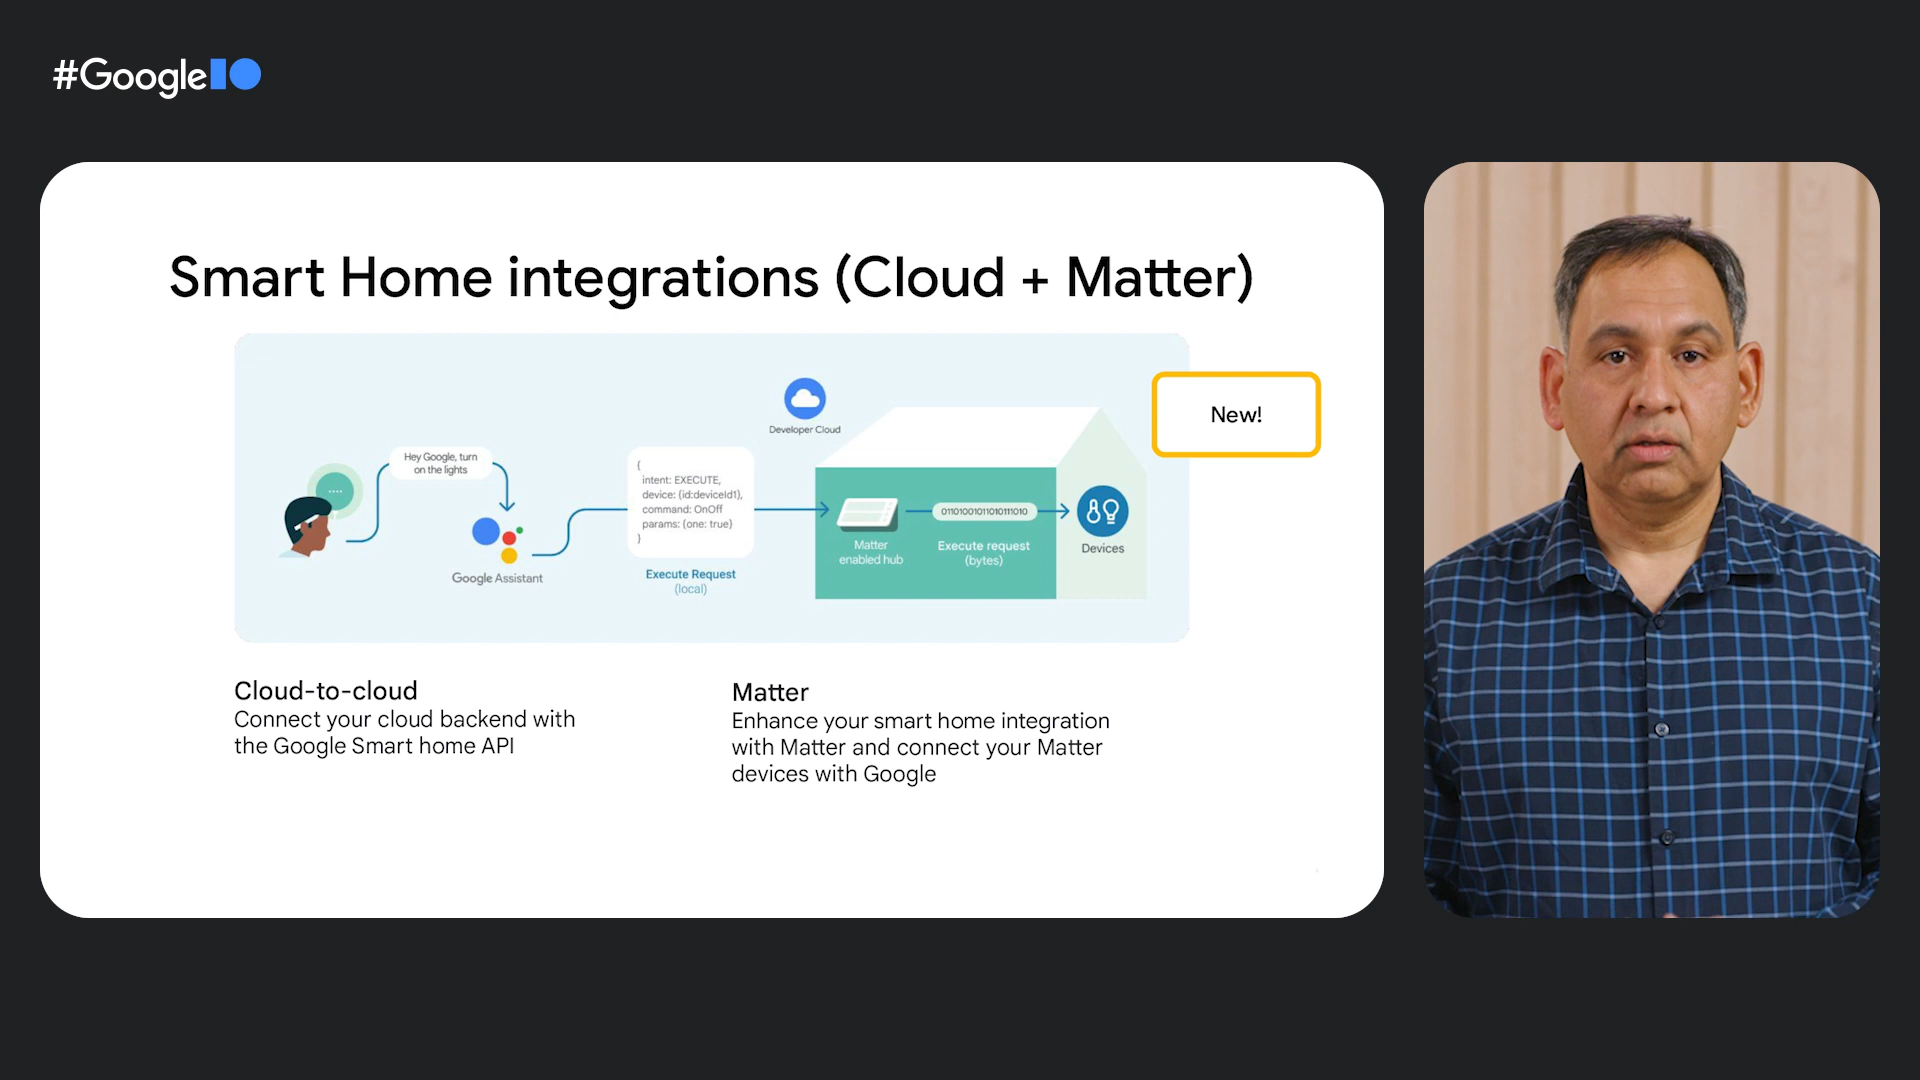 #GoogleIO
Smart Home integrations (Cloud + Matter)
Developer Cloud
New!
Hey Google, turn
on the lights
Google Assistant
{
intent: EXECUTE,
device: {id:deviceId1},
command: OnOff
params: {one: true}
}
Execute Request
(local)
Matter
enabled hub
01101001011010111010
Execute request
(bytes)
Devices
Cloud-to-cloud
Connect your cloud backend with
the Google Smart home API
Matter
Enhance your smart home integration
with Matter and connect your Matter
devices with Google